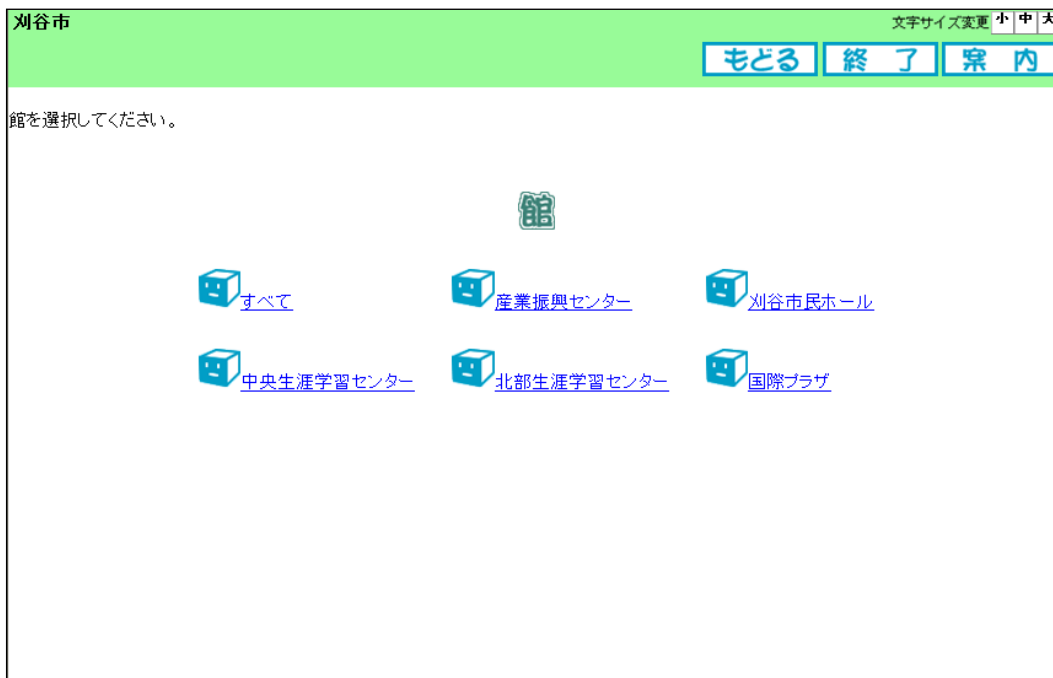 刈谷市
文字サイズ変更 小 中 大
もどる 終 了 案 内
館を選択してください。
館
すべて 産業振興センター 刈谷市民ホール
中央生涯学習センター 北部生涯学習センター 国際プラザ